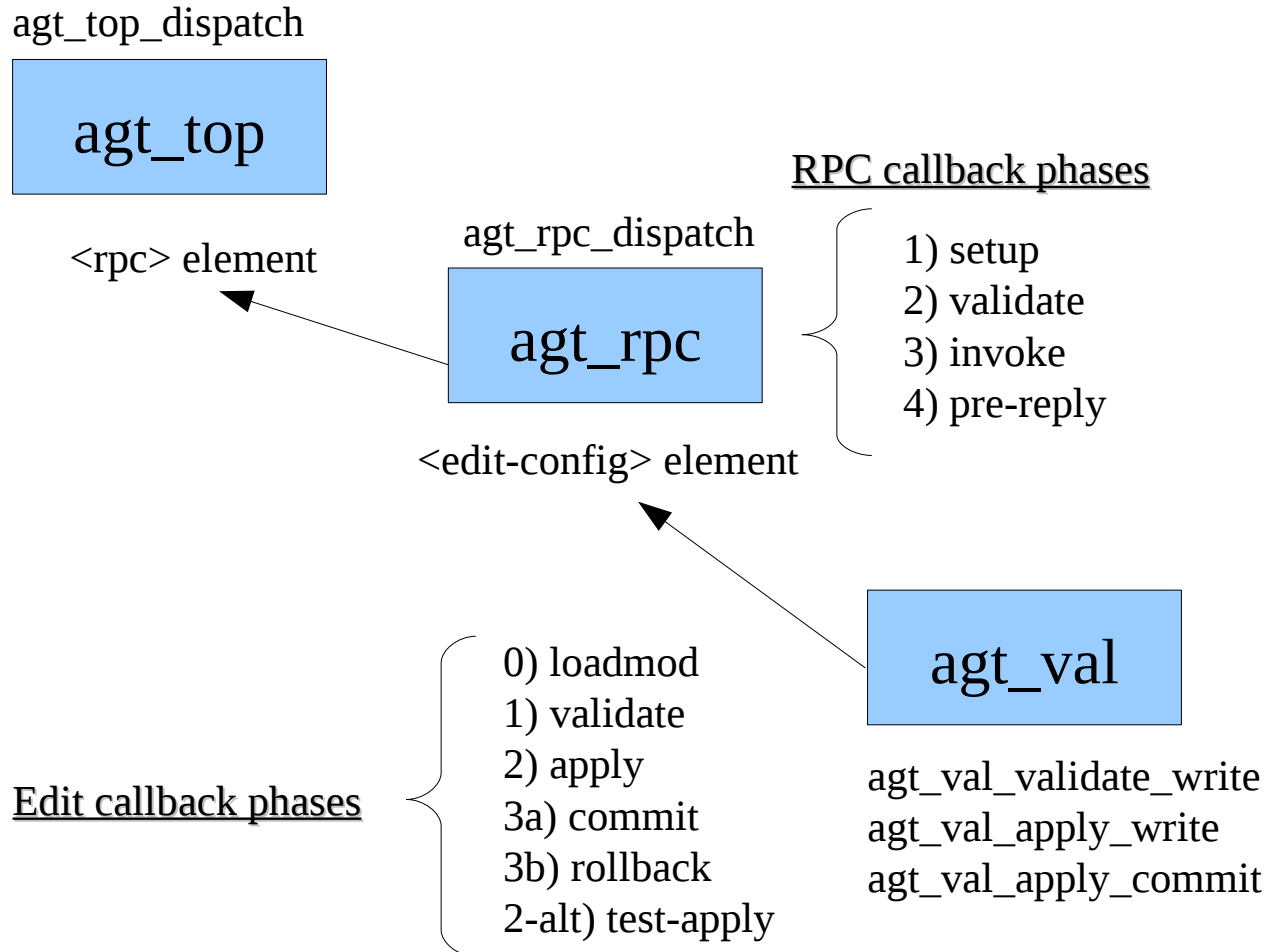 agt_top_dispatch
agt_top
<rpc> element
agt_rpc_dispatch
agt_rpc
<edit-config> element
RPC callback phases
1) setup
2) validate
3) invoke
4) pre-reply
Edit callback phases
0) loadmod
1) validate
2) apply
3a) commit
3b) rollback
2-alt) test-apply
agt_val
agt_val_validate_write
agt_val_apply_write
agt_val_apply_commit